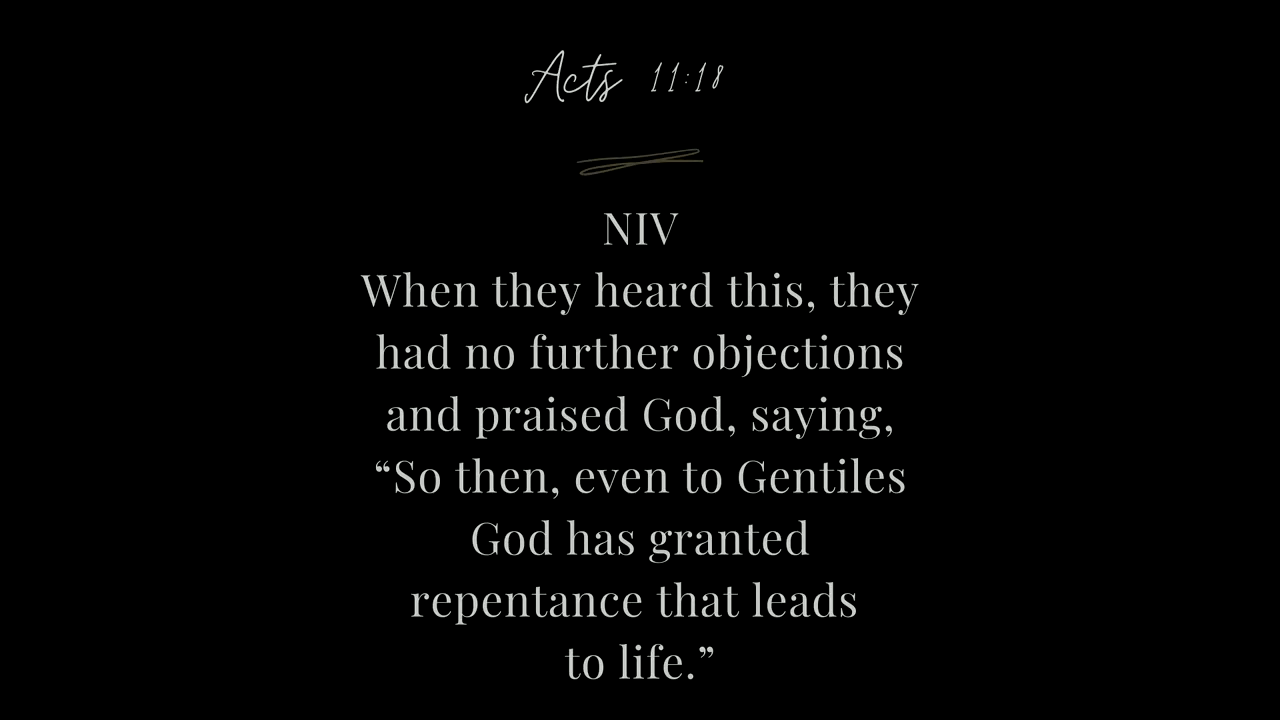 Acts 11:18
NIV
When they heard this, they
had no further objections
and praised God, saying,
“So then, even to Gentiles
God has granted
repentance that leads
to life.”